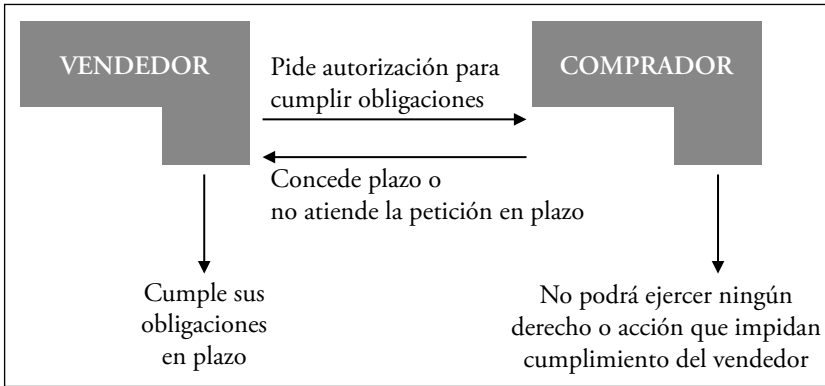 VENDEDOR
Pide autorización para
cumplir obligaciones
COMPRADOR
Concede plazo o
no atiende la petición en plazo
Cumple sus
obligaciones
en plazo
No podrá ejercer ningún
derecho o acción que impidan
cumplimiento del vendedor